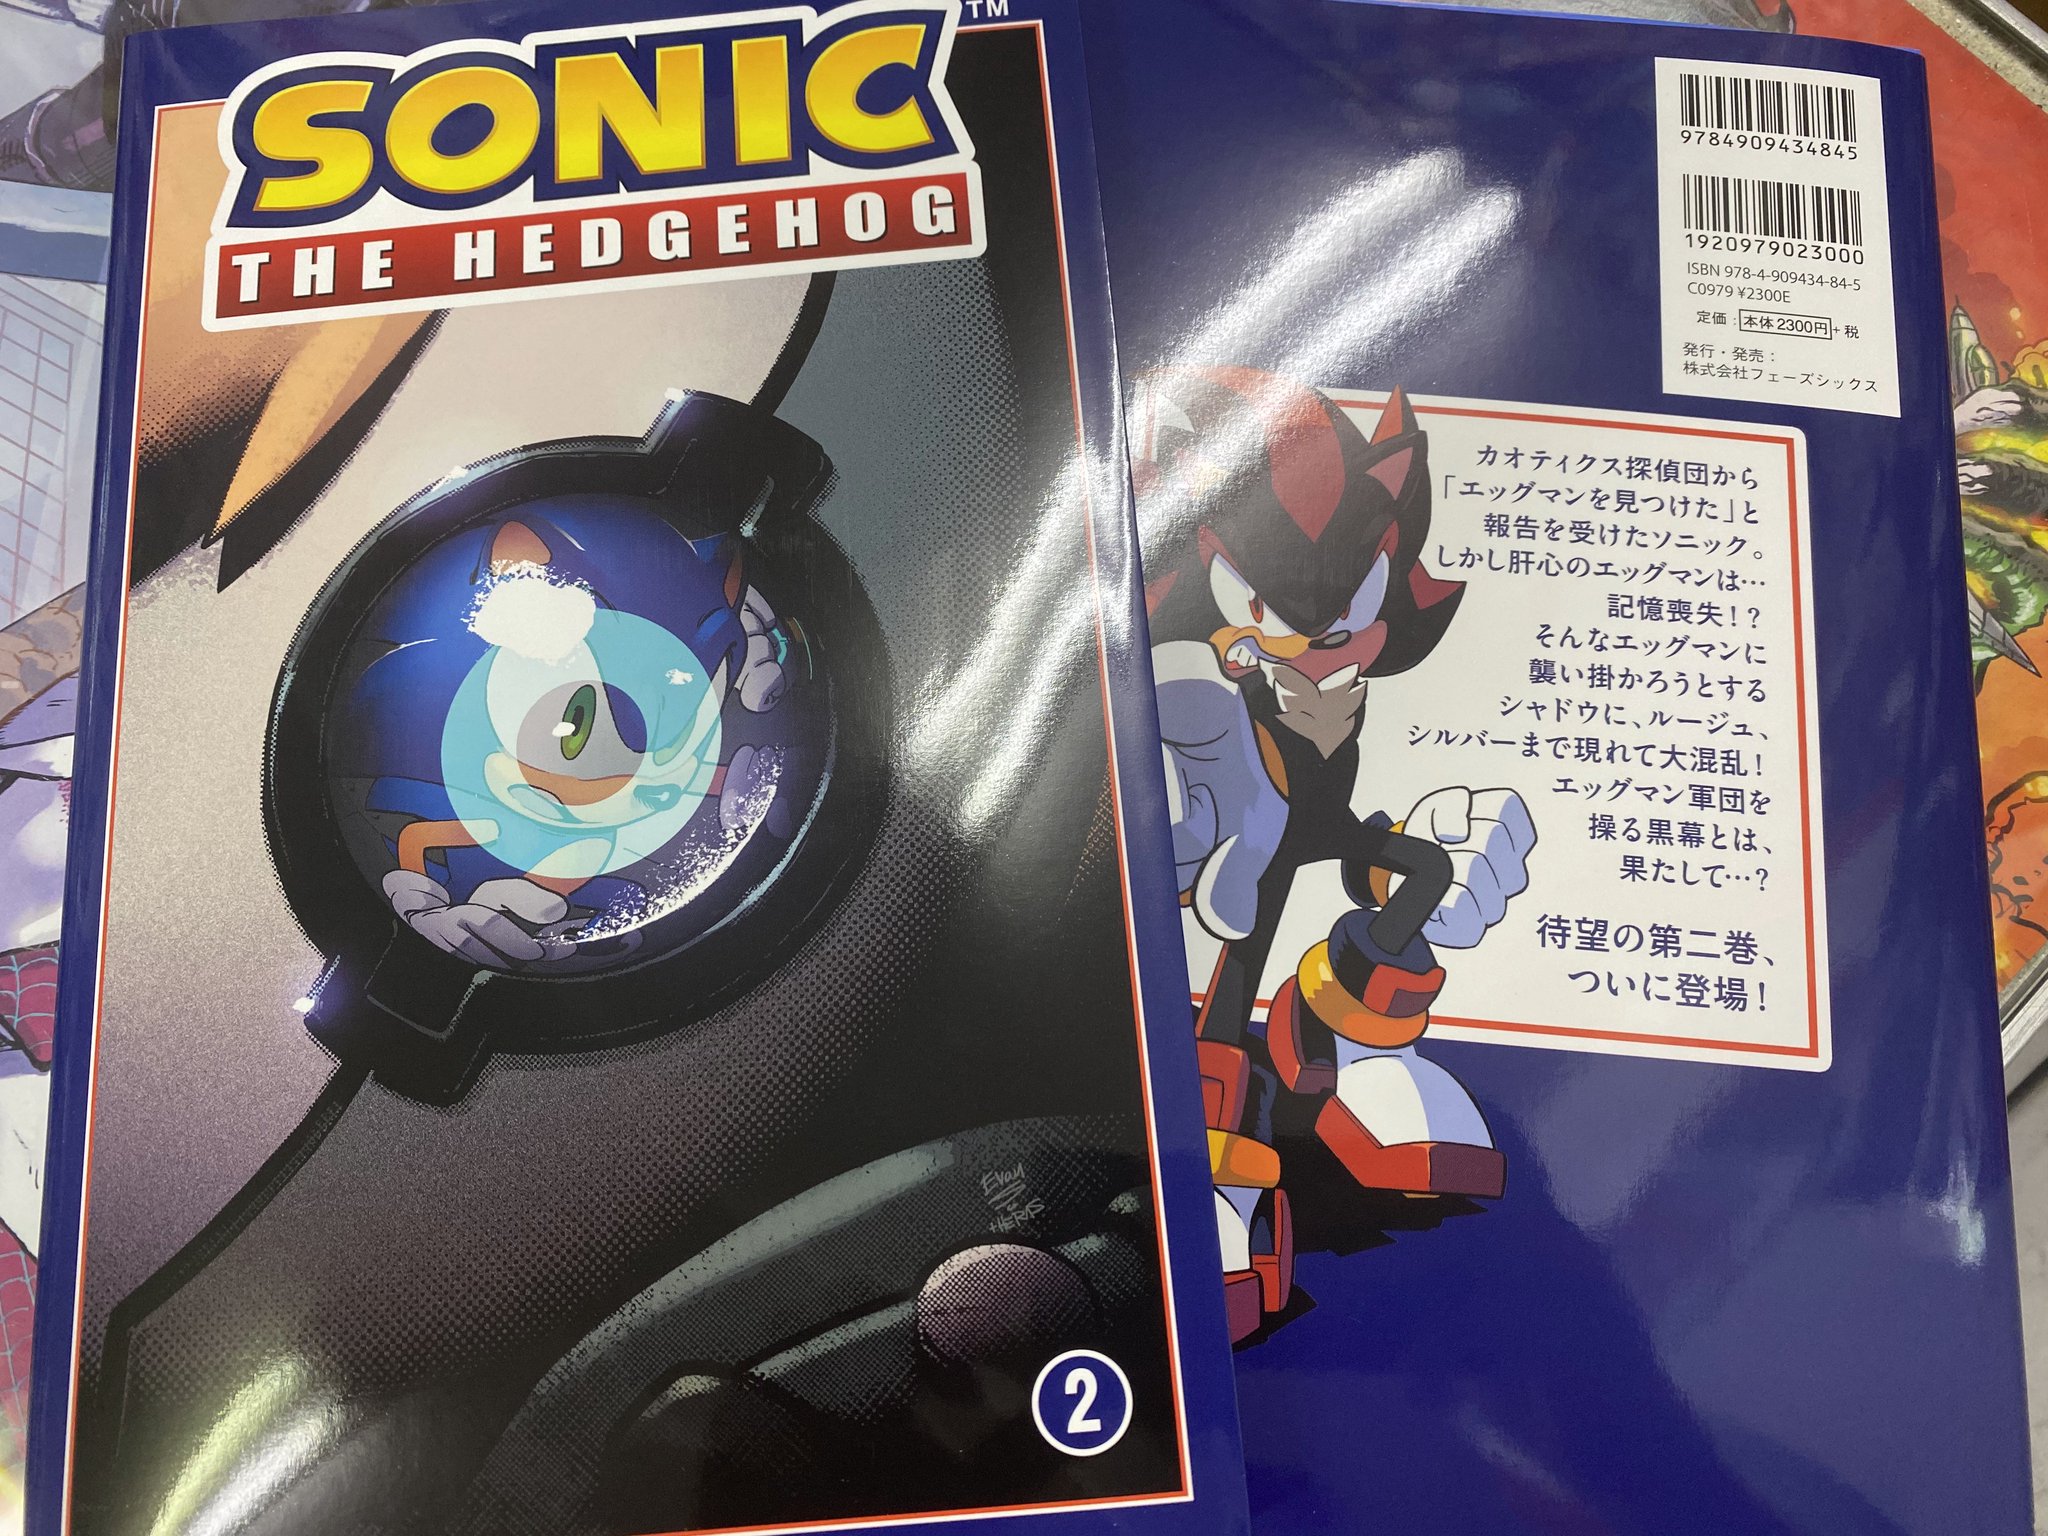 SONIC
TM
THE HEDGEHOG
Evan
+HERMS
2
9784909434845
1920979023000
ISBN 978-4-909434-84-5
C0979 ¥2300E
定価:本体2300円+税
発行・発売:
株式会社フェーズシックス
カオティクス探偵団から
「エッグマンを見つけた」と
報告を受けたソニック。
しかし肝心のエッグマンは…
記憶喪失!?
そんなエッグマンに
襲い掛かろうとする
シャドウに、ルージュ、
シルバーまで現れて大混乱!
エッグマン軍団を
操る黒幕とは、
果たして…?
待望の第二巻、
ついに登場!